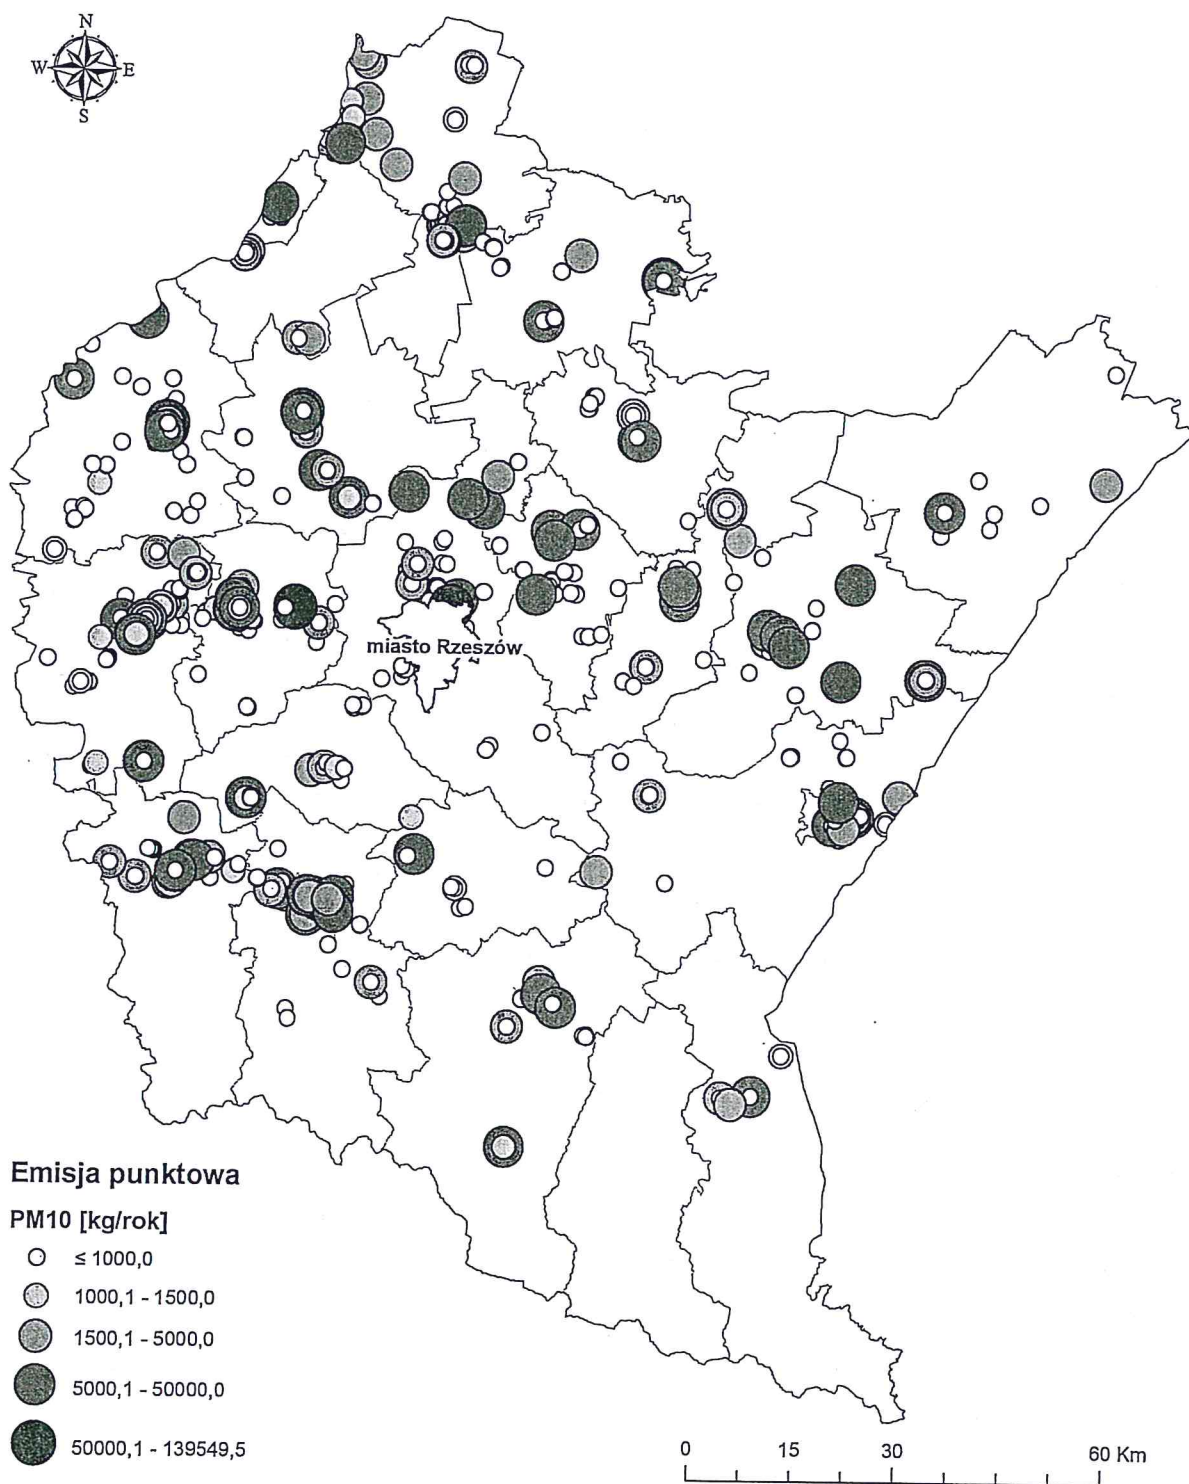 N
W E
S
miasto Rzeszów
Emisja punktowa
PM10 [kg/rok]
≤ 1000,0
1000,1 - 1500,0
1500,1 - 5000,0
5000,1 - 50000,0
50000,1 - 139549,5
0 15 30 60 Km